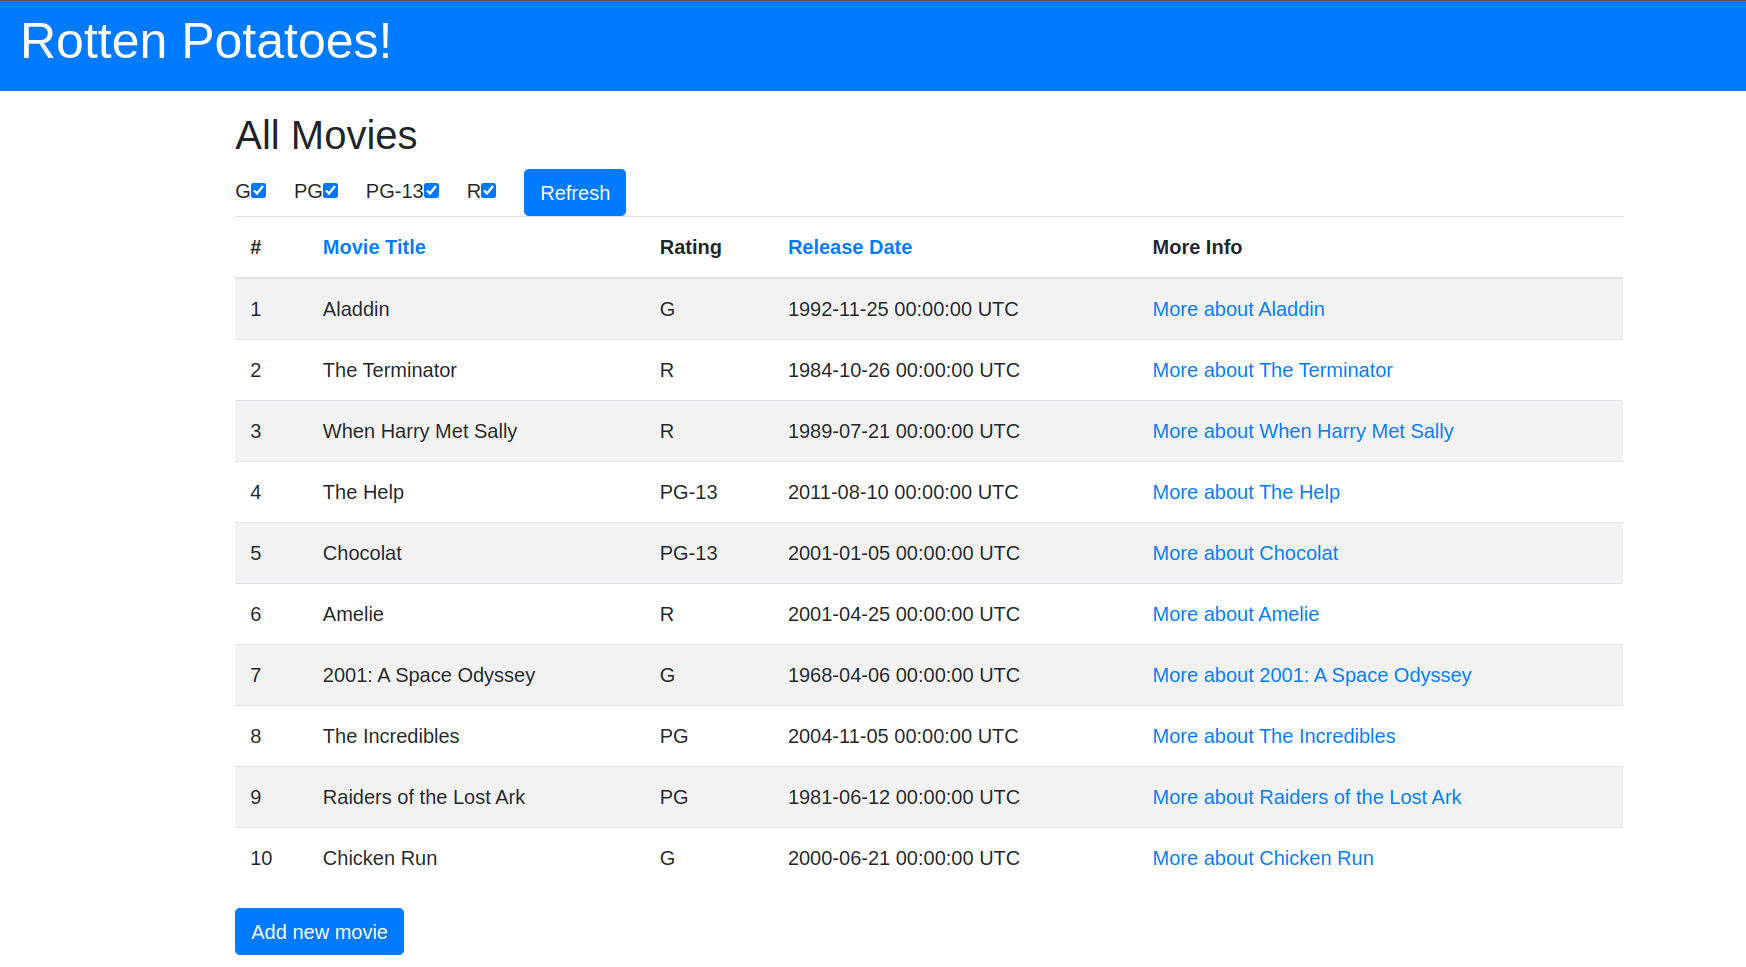 Rotten Potatoes!
All Movies
G PG PG-13 R Refresh
# Movie Title Rating Release Date More Info
1 Aladdin G 1992-11-25 00:00:00 UTC More about Aladdin
2 The Terminator R 1984-10-26 00:00:00 UTC More about The Terminator
3 When Harry Met Sally R 1989-07-21 00:00:00 UTC More about When Harry Met Sally
4 The Help PG-13 2011-08-10 00:00:00 UTC More about The Help
5 Chocolat PG-13 2001-01-05 00:00:00 UTC More about Chocolat
6 Amelie R 2001-04-25 00:00:00 UTC More about Amelie
7 2001: A Space Odyssey G 1968-04-06 00:00:00 UTC More about 2001: A Space Odyssey
8 The Incredibles PG 2004-11-05 00:00:00 UTC More about The Incredibles
9 Raiders of the Lost Ark PG 1981-06-12 00:00:00 UTC More about Raiders of the Lost Ark
10 Chicken Run G 2000-06-21 00:00:00 UTC More about Chicken Run
Add new movie